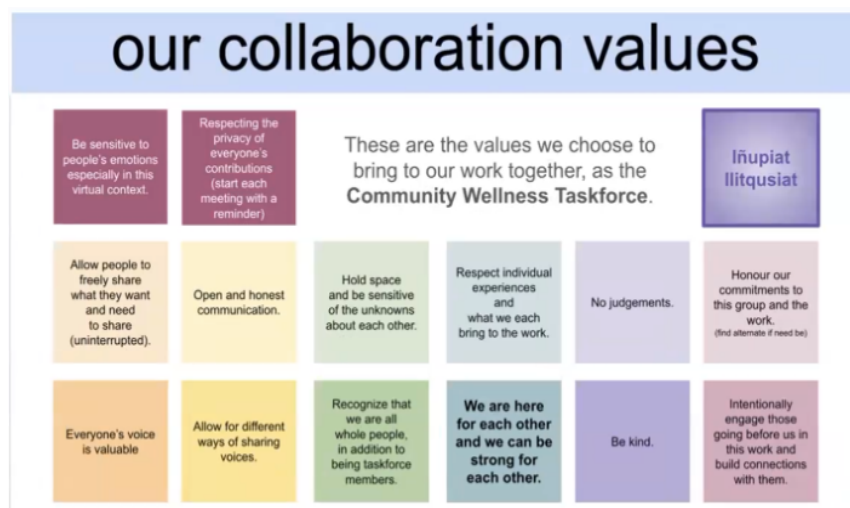 our collaboration values
Be sensitive to
people's emotions
especially in this
virtual context.
Respecting the
privacy of
everyone's
contributions
(start each
meeting with a
reminder)
These are the values we choose to
bring to our work together, as the
Community Wellness Taskforce.
Iñupiat
Ilitqusiat
Allow people to
freely share
what they want
and need
to share
(uninterrupted).
Open and honest
communication.
Hold space
and be sensitive
of the unknowns
about each other.
Respect individual
experiences
and
what we each
bring to the work.
No judgements.
Honour our
commitments to
this group and the
work.
(find alternate if need be)
Everyone's voice
is valuable
Allow for different
ways of sharing
voices.
Recognize that
we are all
whole people,
in addition to
being taskforce
members.
We are here
for each other
and we can be
strong for
each other.
Be kind.
Intentionally
engage those
going before us in
this work and
build connections
with them.